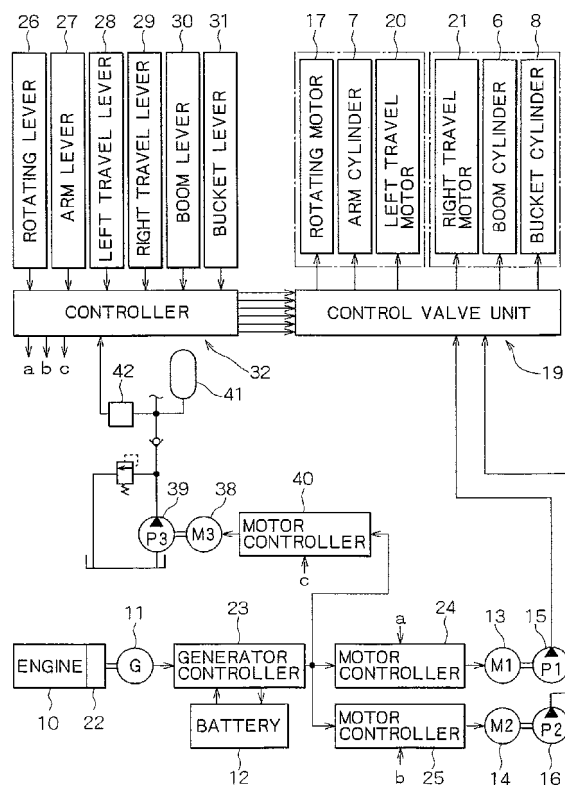 26 27 28 29 30 31
ROTATING LEVER
ARM LEVER
LEFT TRAVEL LEVER
RIGHT TRAVEL LEVER
BOOM LEVER
BUCKET LEVER
17 7 20 21 6 8
ROTATING MOTOR
ARM CYLINDER
LEFT TRAVEL
MOTOR
RIGHT TRAVEL
MOTOR
BOOM CYLINDER
BUCKET CYLINDER
CONTROLLER
CONTROL VALVE UNIT
a b c
32
19
42
41
39 38 40
P3
M3
MOTOR
CONTROLLER
c
11 23 a 24 13 15
ENGINE
G
GENERATOR
CONTROLLER
MOTOR
CONTROLLER
M1
P1
10 22
BATTERY
12
MOTOR
CONTROLLER
M2
P2
b 25 14 16